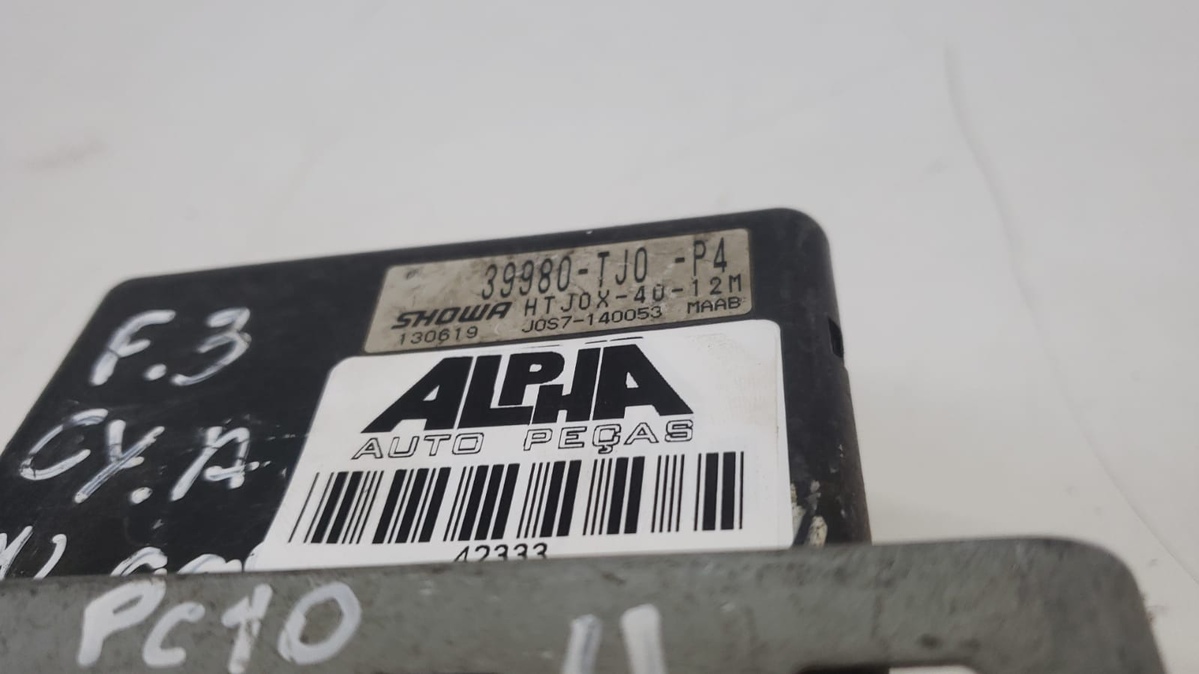 39980-TJ0 -P4
SHOWA HTJ0X-40-12M
130619 J0S7-140053 MAAB
F.3
CY.A
ALPHA
AUTO PEÇAS
42333
PC10